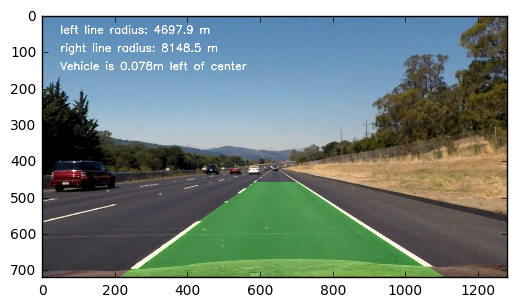 left line radius: 4697.9 m
right line radius: 8148.5 m
Vehicle is 0.078m left of center
0
100
200
300
400
500
600
700
0 200 400 600 800 1000 1200